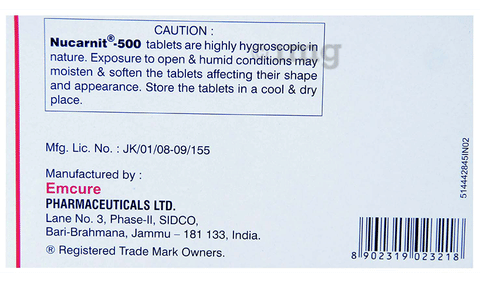 CAUTION :
Nucarnit®-500 tablets are highly hygroscopic in
nature. Exposure to open & humid conditions may
moisten & soften the tablets affecting their shape
and appearance. Store the tablets in a cool & dry
place.
Mfg. Lic. No. : JK/01/08-09/155
Manufactured by :
Emcure
PHARMACEUTICALS LTD.
Lane No. 3, Phase-II, SIDCO,
Bari-Brahmana, Jammu – 181 133, India.
® Registered Trade Mark Owners.
514442845IN02
8 902319 023218